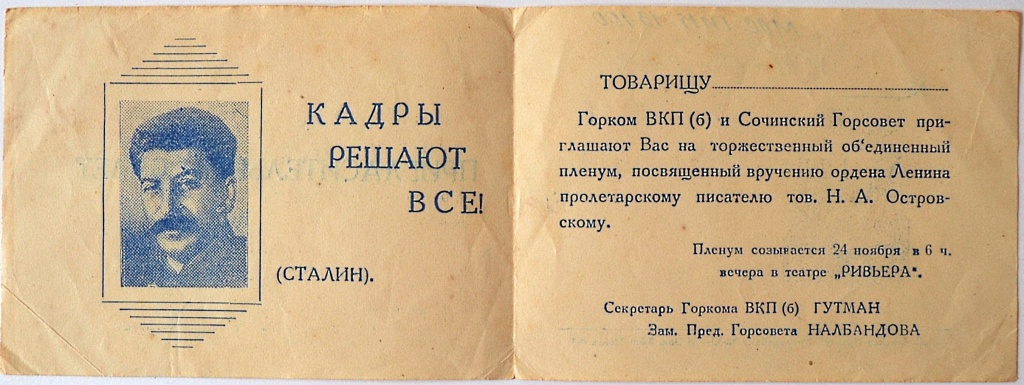 КАДРЫ
РЕШАЮТ
ВСЕ!
(СТАЛИН).
ТОВАРИЩУ
Горком ВКП (б) и Сочинский Горсовет при-
глашают Вас на торжественный об‘единенный
пленум, посвященный вручению ордена Ленина
пролетарскому писателю тов. Н. А. Островскому.
Пленум созывается 24 ноября в 6 ч.
вечера в театре „РИВЬЕРА“.
Секретарь Горкома ВКП (б) ГУТМАН
Зам. Пред. Горсовета НАЛБАНДОВА